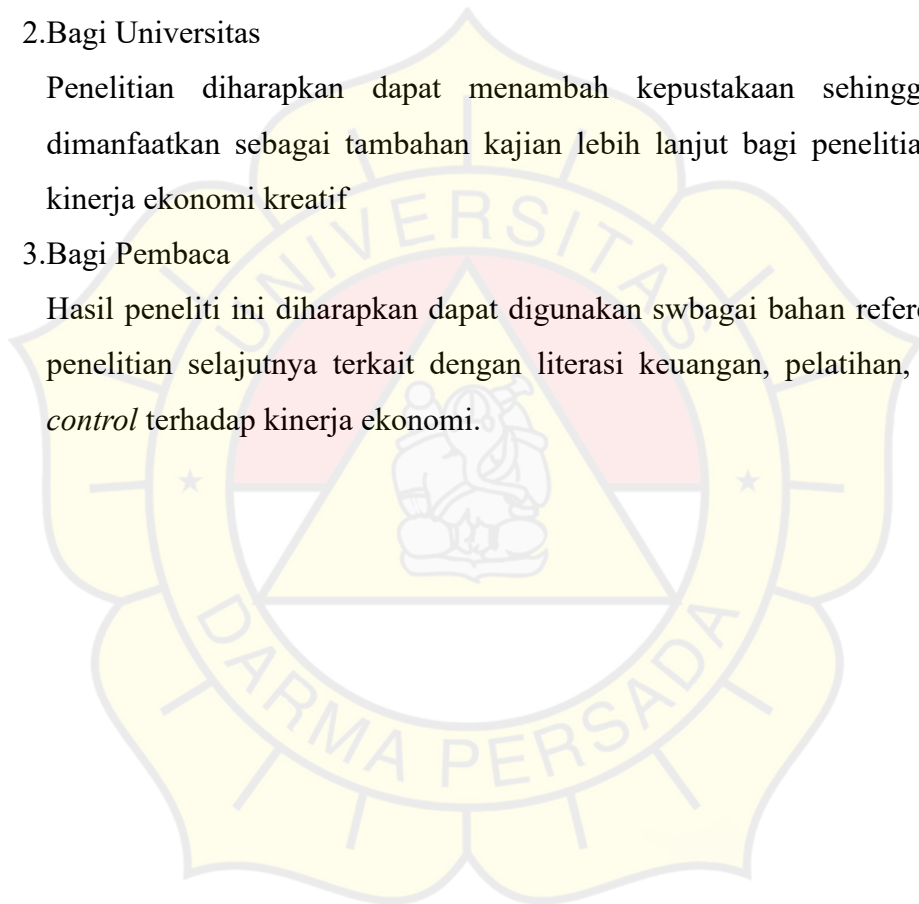 2.Bagi Universitas
Penelitian diharapkan dapat menambah kepustakaan sehingg
dimanfaatkan sebagai tambahan kajian lebih lanjut bagi penelitia
kinerja ekonomi kreatif
3.Bagi Pembaca
Hasil peneliti ini diharapkan dapat digunakan swbagai bahan refer
penelitian selajutnya terkait dengan literasi keuangan, pelatihan,
control terhadap kinerja ekonomi.
UNIVERSITAS
DARMA PERSADA